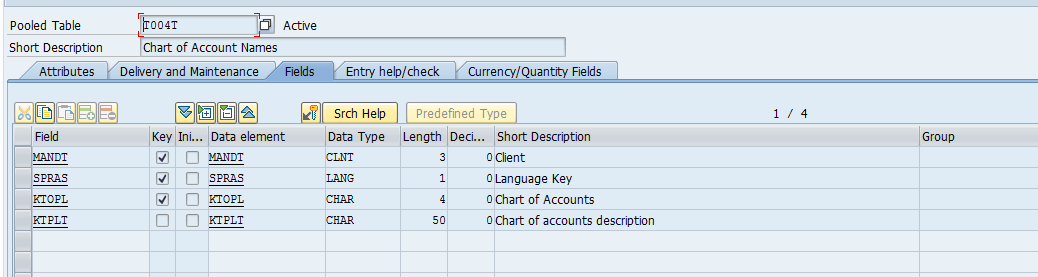 Pooled Table T004T Active
Short Description Chart of Account Names
Attributes Delivery and Maintenance Fields Entry help/check Currency/Quantity Fields
Srch Help Predefined Type 1 / 4
Field Key Ini... Data element Data Type Length Deci... Short Description Group
MANDT MANDT CLNT 3 0 Client
SPRAS SPRAS LANG 1 0 Language Key
KTOPL KTOPL CHAR 4 0 Chart of Accounts
KTPLT KTPLT CHAR 50 0 Chart of accounts description